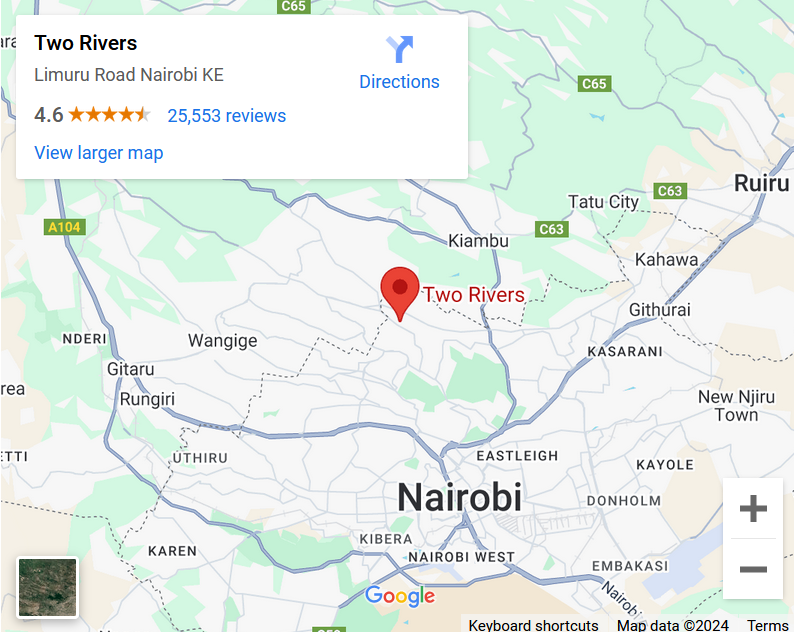 C65
Two Rivers
Limuru Road Nairobi KE
Directions
4.6
25,553 reviews
View larger map
C65
C63
Ruiru
Tatu City
A104
C63
Kiambu
Kahawa
Two Rivers
Githurai
NDERI
Wangige
KASARANI
Gitaru
Rungiri
New Njiru
Town
ETTI
UTHIRU
EASTLEIGH
KAYOLE
Nairobi
DONHOLM
KIBERA
KAREN
NAIROBI WEST
EMBAKASI
Nairobi
Google
Keyboard shortcuts
Map data ©2024
Terms